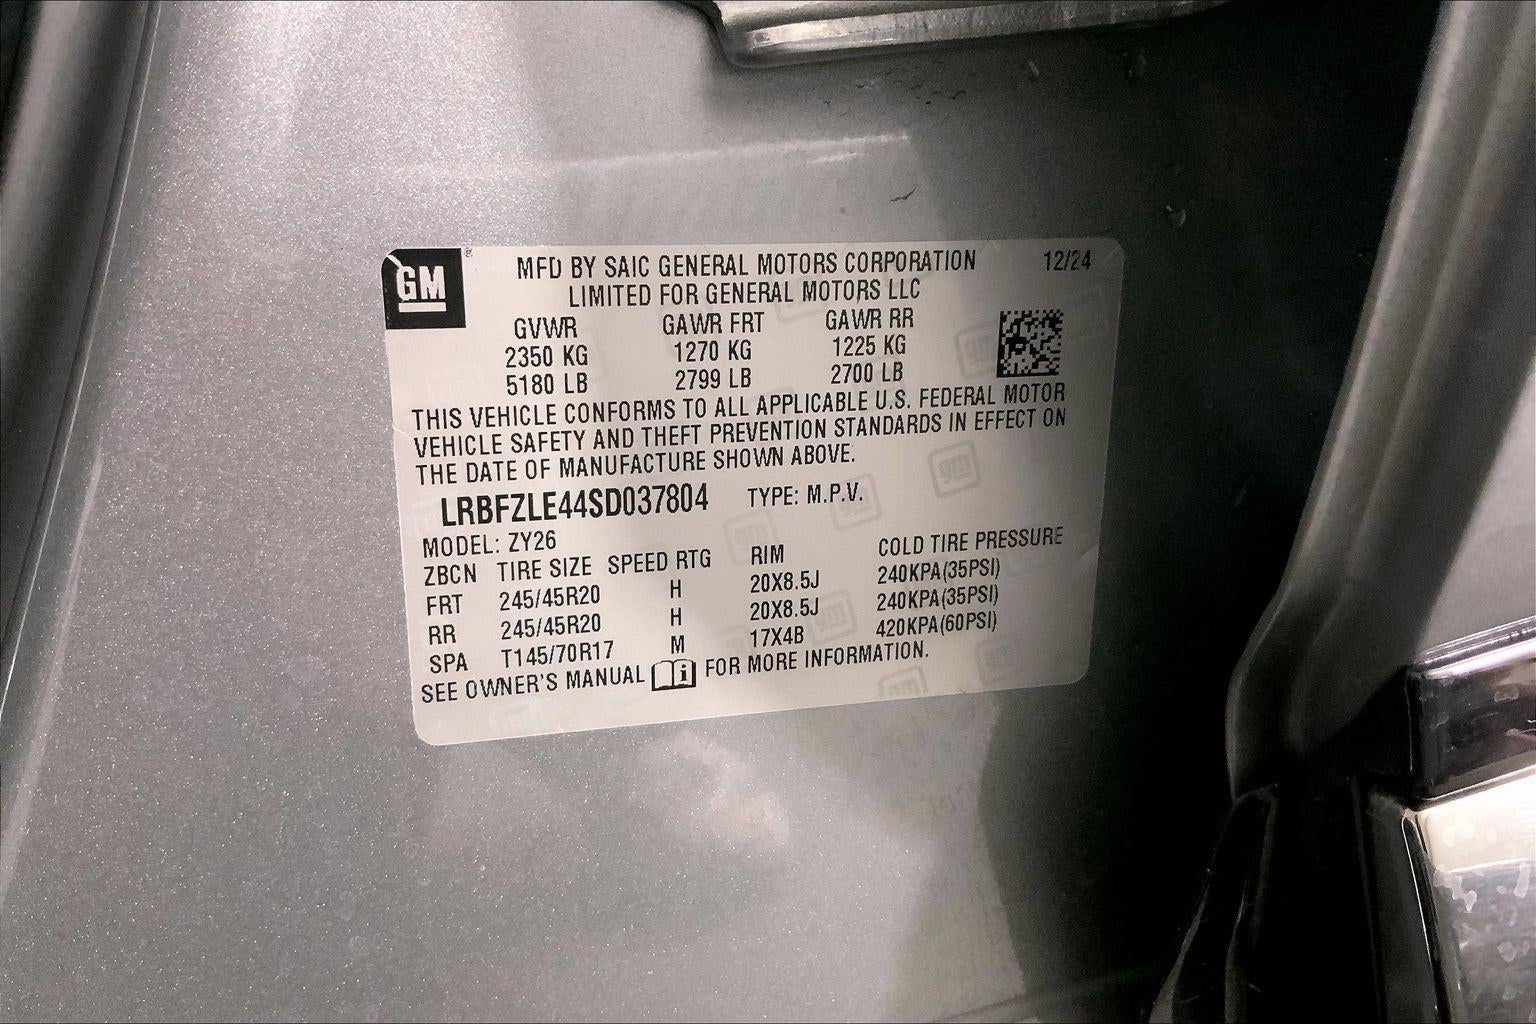 GM
MFD BY SAIC GENERAL MOTORS CORPORATION 12/24
LIMITED FOR GENERAL MOTORS LLC
GVWR GAWR FRT GAWR RR
2350 KG 1270 KG 1225 KG
5180 LB 2799 LB 2700 LB
THIS VEHICLE CONFORMS TO ALL APPLICABLE U.S. FEDERAL MOTOR
VEHICLE SAFETY AND THEFT PREVENTION STANDARDS IN EFFECT ON
THE DATE OF MANUFACTURE SHOWN ABOVE.
LRBFZLE44SD037804 TYPE: M.P.V.
MODEL: ZY26
ZBCN TIRE SIZE SPEED RTG RIM COLD TIRE PRESSURE
FRT 245/45R20 H 20X8.5J 240KPA(35PSI)
RR 245/45R20 H 20X8.5J 240KPA(35PSI)
SPA T145/70R17 M 17X4B 420KPA(60PSI)
SEE OWNER'S MANUAL i FOR MORE INFORMATION.